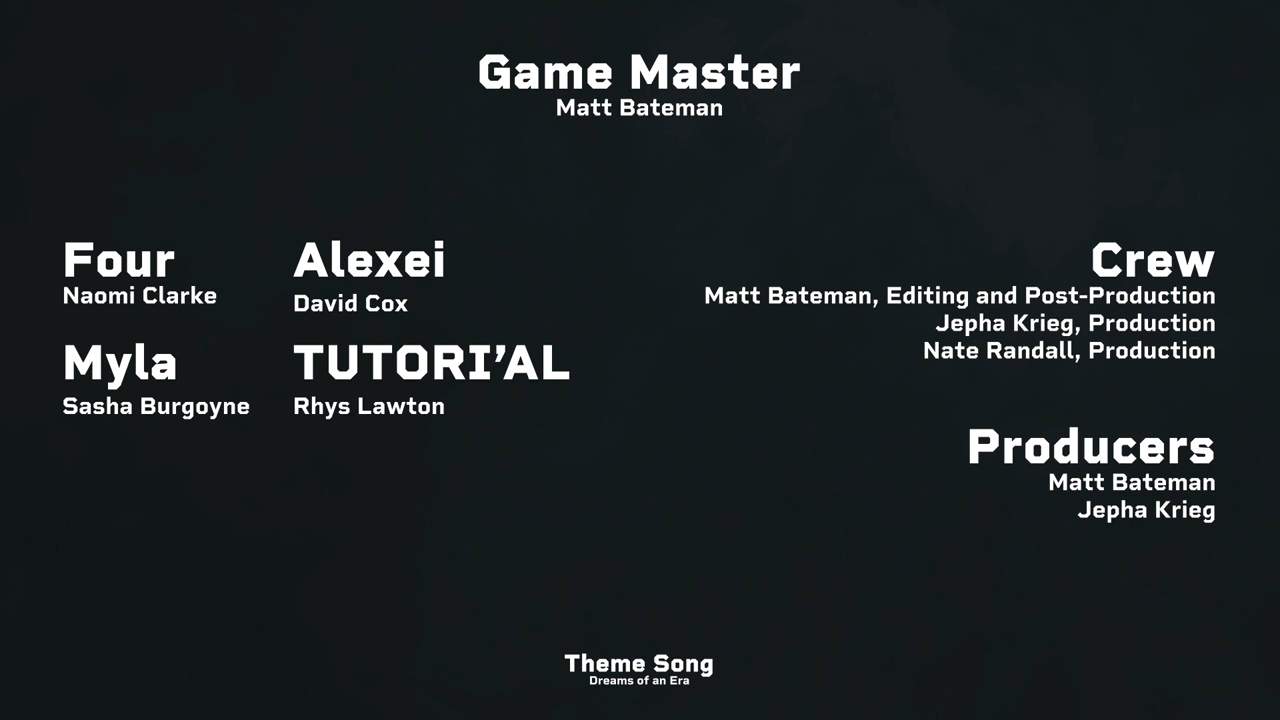 Game Master
Matt Bateman
Four
Naomi Clarke
Alexei
David Cox
Myla
Sasha Burgoyne
TUTORI’AL
Rhys Lawton
Crew
Matt Bateman, Editing and Post-Production
Jepha Krieg, Production
Nate Randall, Production
Producers
Matt Bateman
Jepha Krieg
Theme Song
Dreams of an Era